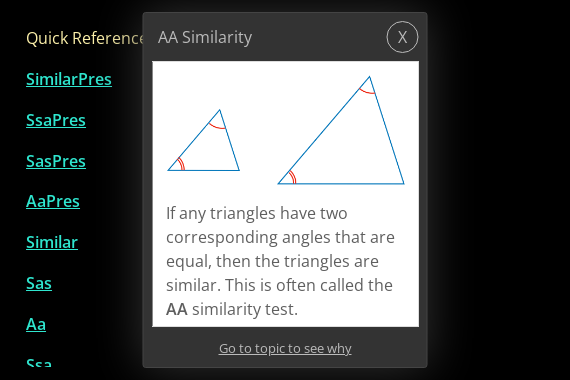 Quick Reference
AA Similarity
X
SimilarPres
SsaPres
SasPres
AaPres
Similar
Sas
Aa
Ssa
If any triangles have two
corresponding angles that are
equal, then the triangles are
similar. This is often called the
AA similarity test.
Go to topic to see why